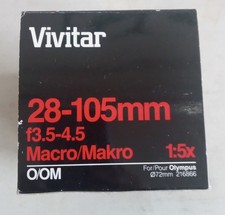 Vivitar
28-105mm
f3.5-4.5
Macro/Makro 1:5x
O/OM
For/Pour Olympus
Ø72mm 216866